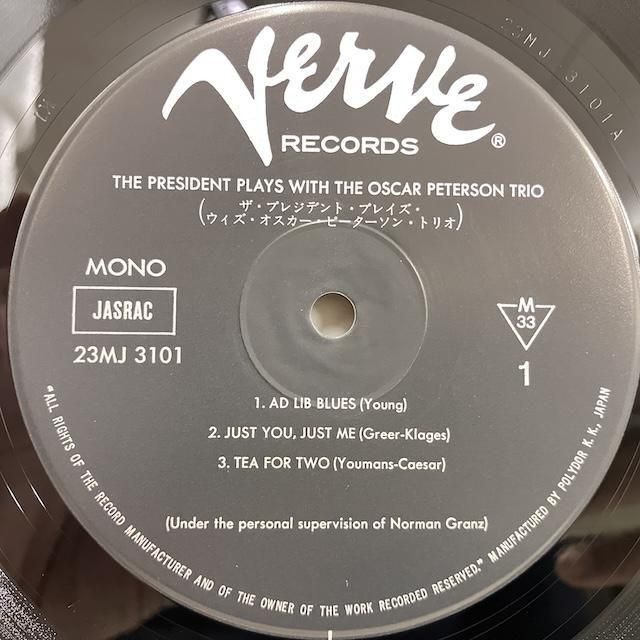 Verve
RECORDS ®
THE PRESIDENT PLAYS WITH THE OSCAR PETERSON TRIO
(ザ・プレジデント・プレイズ・
ウィズ・オスカー・ピーターソン・トリオ)
MONO
JASRAC
23MJ 3101
M
33
1
1. AD LIB BLUES (Young)
2. JUST YOU, JUST ME (Greer-Klages)
3. TEA FOR TWO (Youmans-Caesar)
(Under the personal supervision of Norman Granz)
"ALL RIGHTS OF THE RECORD MANUFACTURER AND OF THE OWNER OF THE WORK RECORDED RESERVED." MANUFACTURED BY POLYDOR K. K., JAPAN
1
23MJ 3101A